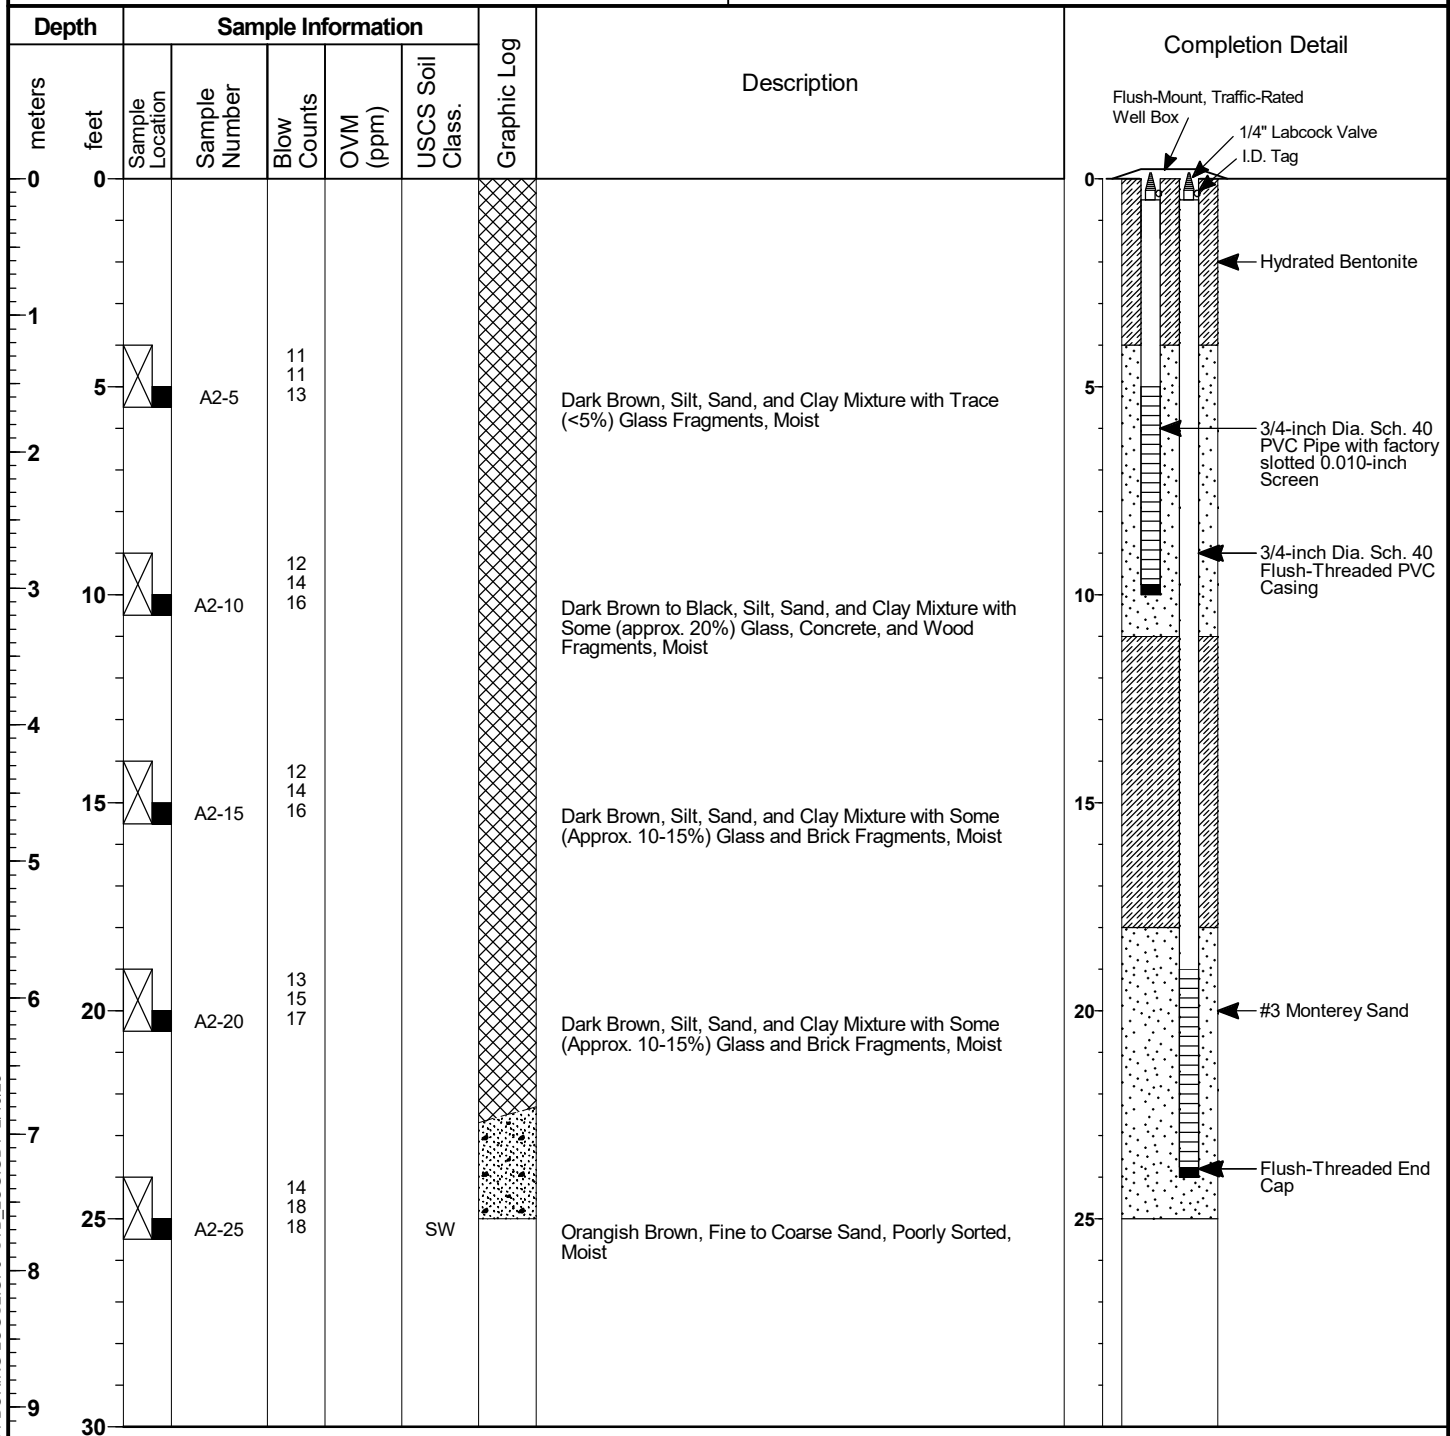 Depth
Sample Information
meters
feet
Sample
Location
Sample
Number
Blow
Counts
OVM
(ppm)
USCS Soil
Class.
Graphic Log
Description
Completion Detail
Flush-Mount, Traffic-Rated
Well Box
1/4" Labcock Valve
I.D. Tag
0
0
0
Hydrated Bentonite
1
11
11
13
5
A2-5
Dark Brown, Silt, Sand, and Clay Mixture with Trace
(<5%) Glass Fragments, Moist
5
3/4-inch Dia. Sch. 40
PVC Pipe with factory
slotted 0.010-inch
Screen
2
12
14
16
3
10
A2-10
Dark Brown to Black, Silt, Sand, and Clay Mixture with
Some (approx. 20%) Glass, Concrete, and Wood
Fragments, Moist
3/4-inch Dia. Sch. 40
Flush-Threaded PVC
Casing
10
4
12
14
16
15
A2-15
Dark Brown, Silt, Sand, and Clay Mixture with Some
(Approx. 10-15%) Glass and Brick Fragments, Moist
15
5
13
15
17
6
20
A2-20
Dark Brown, Silt, Sand, and Clay Mixture with Some
(Approx. 10-15%) Glass and Brick Fragments, Moist
20
#3 Monterey Sand
7
14
18
18
25
A2-25
SW
Orangish Brown, Fine to Coarse Sand, Poorly Sorted,
Moist
Flush-Threaded End
Cap
25
8
9
30